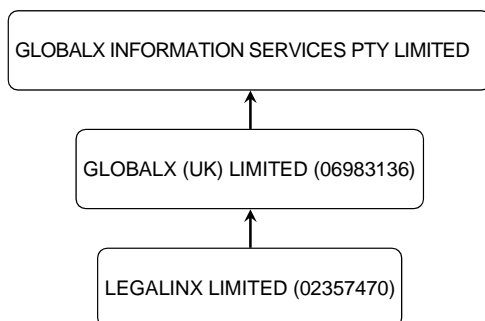 GLOBALX INFORMATION SERVICES PTY LIMITED
GLOBALX (UK) LIMITED (06983136)
LEGALINX LIMITED (02357470)